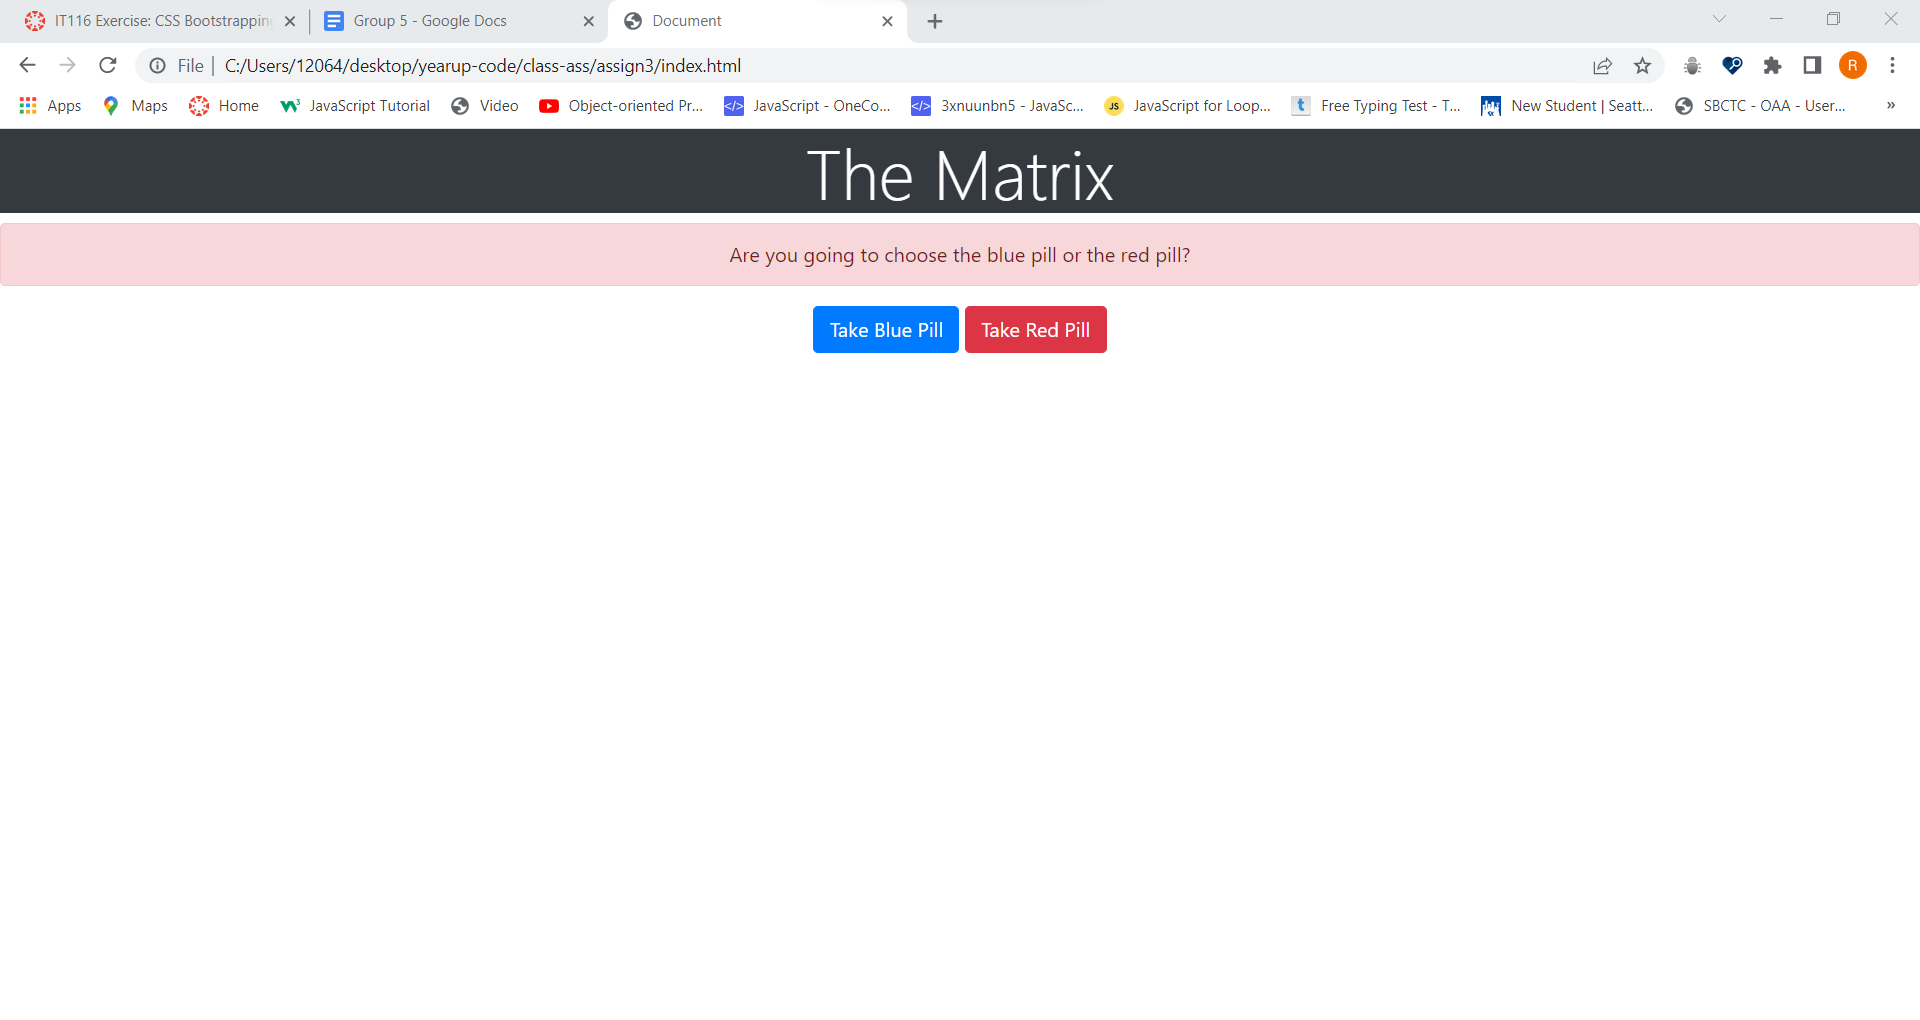 IT116 Exercise: CSS Bootstrapping
Group 5 - Google Docs
Document
File
C:/Users/12064/desktop/yearup-code/class-ass/assign3/index.html
R
Apps
Maps
Home
JavaScript Tutorial
Video
Object-oriented Pr...
JavaScript - OneCo...
3xnuunbn5 - JavaSc...
JS
JavaScript for Loop...
t
Free Typing Test - T...
New Student | Seatt...
SBCTC - OAA - User...
»
The Matrix
Are you going to choose the blue pill or the red pill?
Take Blue Pill
Take Red Pill